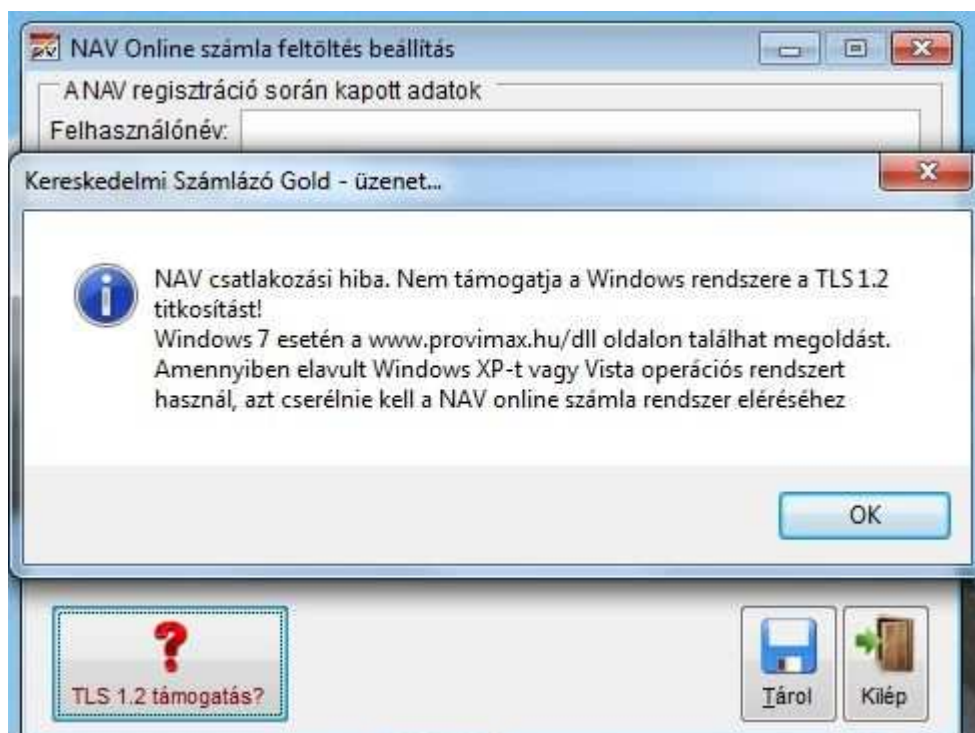 NAV Online számla feltöltés beállítás
A NAV regisztráció során kapott adatok
Felhasználónév:
Kereskedelmi Számlázó Gold - üzenet...
NAV csatlakozási hiba. Nem támogatja a Windows rendszere a TLS 1.2
titkosítást!
Windows 7 esetén a www.provimax.hu/dll oldalon találhat megoldást.
Amennyiben elavult Windows XP-t vagy Vista operációs rendszert
használ, azt cserélnie kell a NAV online számla rendszer eléréséhez
OK
TLS 1.2 támogatás?
Tárol
Kilép